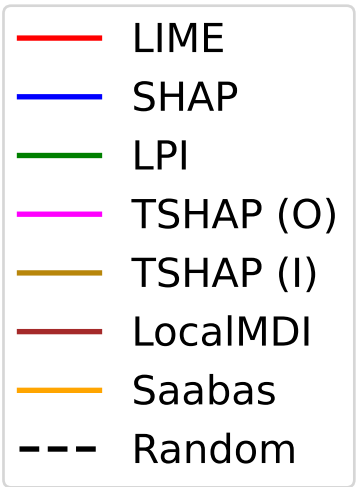 LIME
SHAP
LPI
TSHAP (O)
TSHAP (I)
LocalMDI
Saabas
Random